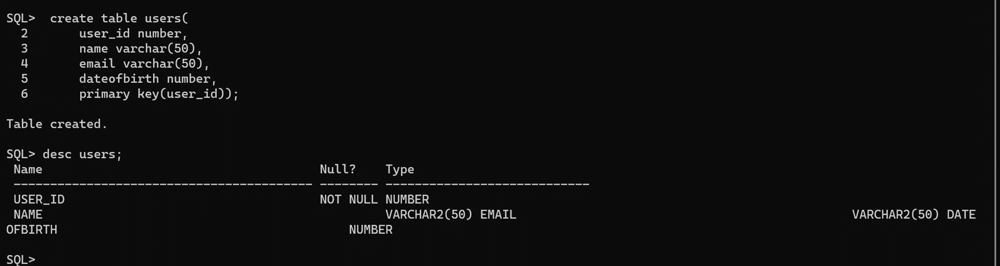 SQL>  create table users(
  2       user_id number,
  3       name varchar(50),
  4       email varchar(50),
  5       dateofbirth number,
  6       primary key(user_id));
Table created.
SQL> desc users;
 Name                                      Null?    Type
 ----------------------------------------- -------- ----------------------------
 USER_ID                                   NOT NULL NUMBER
 NAME                                               VARCHAR2(50) EMAIL                                              VARCHAR2(50) DATE
OFBIRTH                                        NUMBER
SQL>